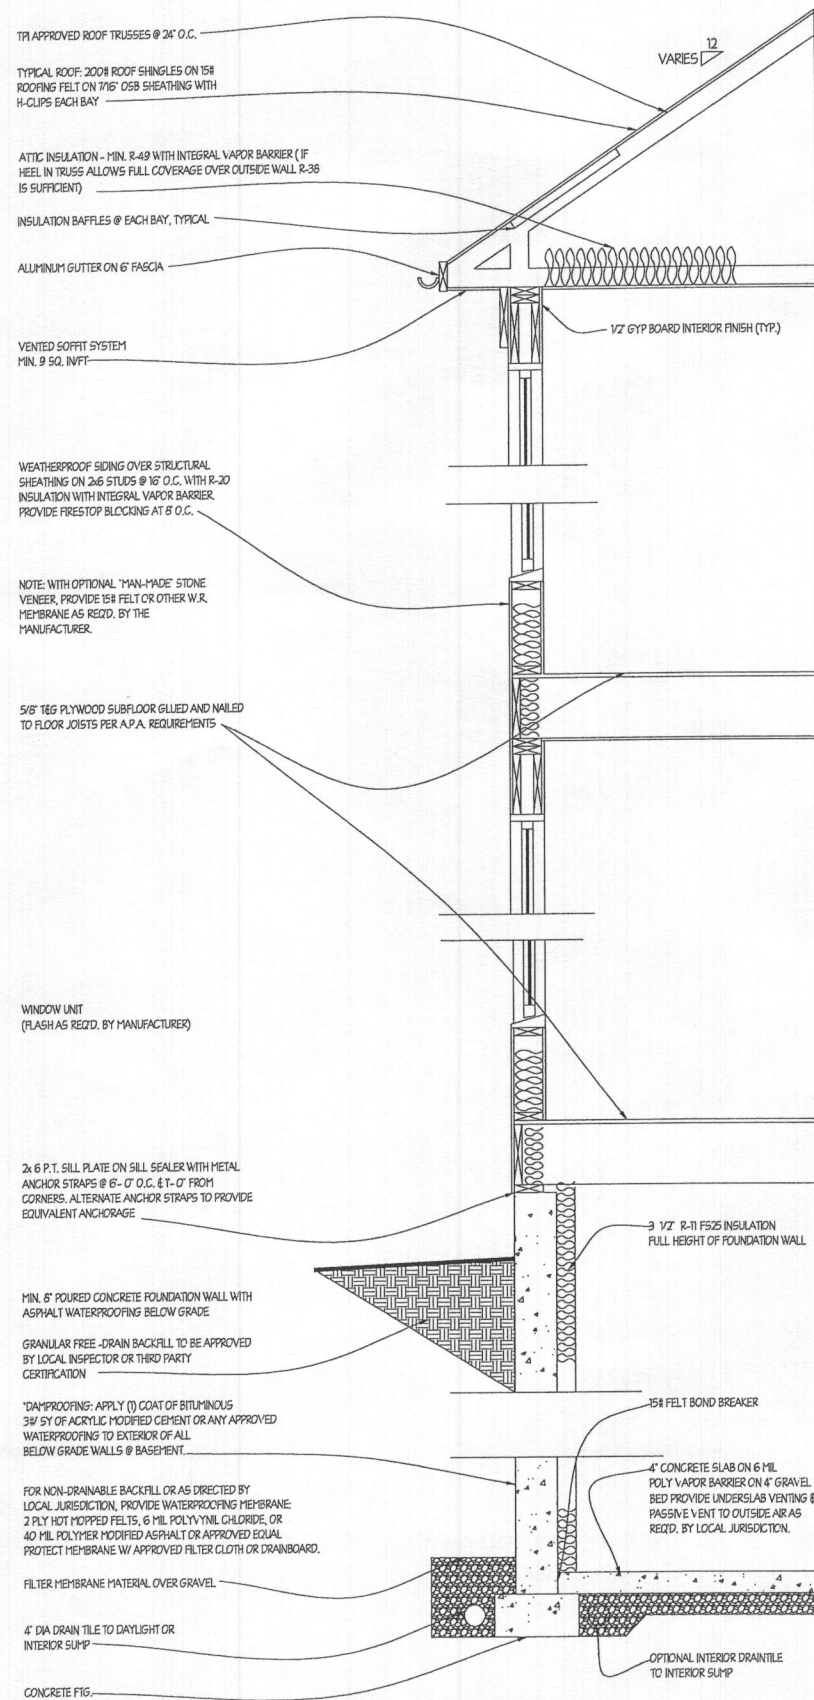 TPI APPROVED ROOF TRUSSES @ 24" O.C.
12
VARIES
TYPICAL ROOF: 200# ROOF SHINGLES ON 15#
ROOFING FELT ON 7/16" OSB SHEATHING WITH
H-CLIPS EACH BAY
ATTIC INSULATION - MIN. R-49 WITH INTEGRAL VAPOR BARRIER ( IF
HEEL IN TRUSS ALLOWS FULL COVERAGE OVER OUTSIDE WALL R-38
IS SUFFICIENT)
INSULATION BAFFLES @ EACH BAY, TYPICAL
ALUMINUM GUTTER ON 6" FASCIA
1/2" GYP BOARD INTERIOR FINISH (TYP.)
VENTED SOFFIT SYSTEM
MIN. 9 SQ. IN/FT
WEATHERPROOF SIDING OVER STRUCTURAL
SHEATHING ON 2x6 STUDS @ 16" O.C. WITH R-20
INSULATION WITH INTEGRAL VAPOR BARRIER.
PROVIDE FIRESTOP BLOCKING AT 8' O.C.
NOTE: WITH OPTIONAL "MAN-MADE" STONE
VENEER, PROVIDE 15# FELT OR OTHER W.R.
MEMBRANE AS REQ'D. BY THE
MANUFACTURER.
5/8" T&G PLYWOOD SUBFLOOR GLUED AND NAILED
TO FLOOR JOISTS PER A.P.A. REQUIREMENTS
WINDOW UNIT
(FLASH AS REQ'D. BY MANUFACTURER)
2x 6 P.T. SILL PLATE ON SILL SEALER WITH METAL
ANCHOR STRAPS @ 6'- 0" O.C. & 1'- 0" FROM
CORNERS. ALTERNATE ANCHOR STRAPS TO PROVIDE
EQUIVALENT ANCHORAGE
3 1/2" R-11 FS25 INSULATION
FULL HEIGHT OF FOUNDATION WALL
MIN. 8" POURED CONCRETE FOUNDATION WALL WITH
ASPHALT WATERPROOFING BELOW GRADE
GRANULAR FREE -DRAIN BACKFILL TO BE APPROVED
BY LOCAL INSPECTOR OR THIRD PARTY
CERTIFICATION
*DAMPROOFING: APPLY (1) COAT OF BITUMINOUS
3#/ SY OF ACRYLIC MODIFIED CEMENT OR ANY APPROVED
WATERPROOFING TO EXTERIOR OF ALL
BELOW GRADE WALLS @ BASEMENT.
15# FELT BOND BREAKER
4" CONCRETE SLAB ON 6 MIL
POLY VAPOR BARRIER ON 4" GRAVEL
BED PROVIDE UNDERSLAB VENTING &
PASSIVE VENT TO OUTSIDE AIR AS
REQ'D. BY LOCAL JURISDICTION.
FOR NON-DRAINABLE BACKFILL OR AS DIRECTED BY
LOCAL JURISDICTION, PROVIDE WATERPROOFING MEMBRANE:
2 PLY HOT MOPPED FELTS, 6 MIL POLYVYNIL CHLORIDE, OR
40 MIL POLYMER MODIFIED ASPHALT OR APPROVED EQUAL
PROTECT MEMBRANE W/ APPROVED FILTER CLOTH OR DRAINBOARD.
FILTER MEMBRANE MATERIAL OVER GRAVEL
4" DIA DRAIN TILE TO DAYLIGHT OR
INTERIOR SUMP
OPTIONAL INTERIOR DRAINTILE
TO INTERIOR SUMP
CONCRETE FTG.